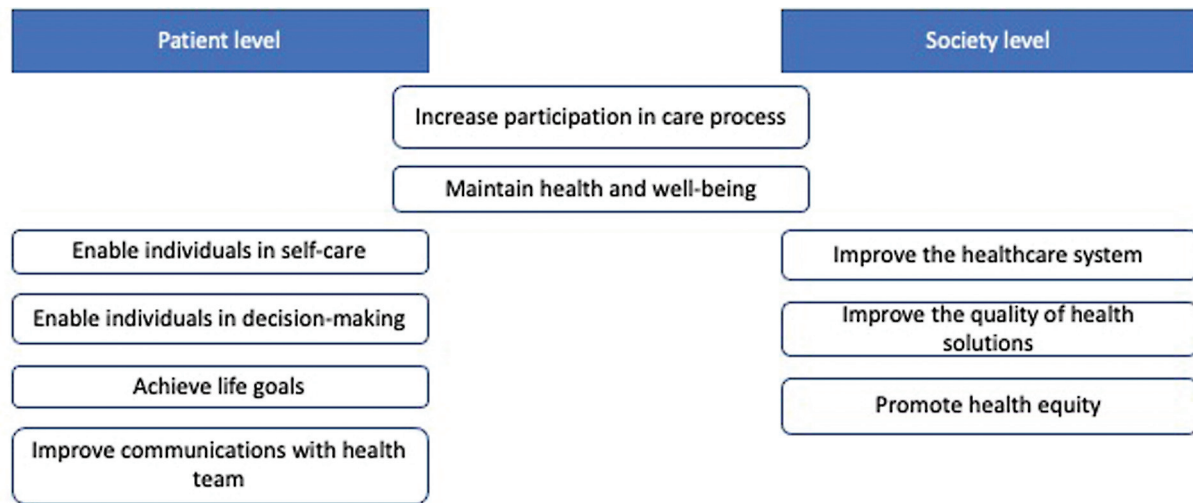 Patient level
Society level
Increase participation in care process
Maintain health and well-being
Enable individuals in self-care
Enable individuals in decision-making
Achieve life goals
Improve communications with health
team
Improve the healthcare system
Improve the quality of health
solutions
Promote health equity